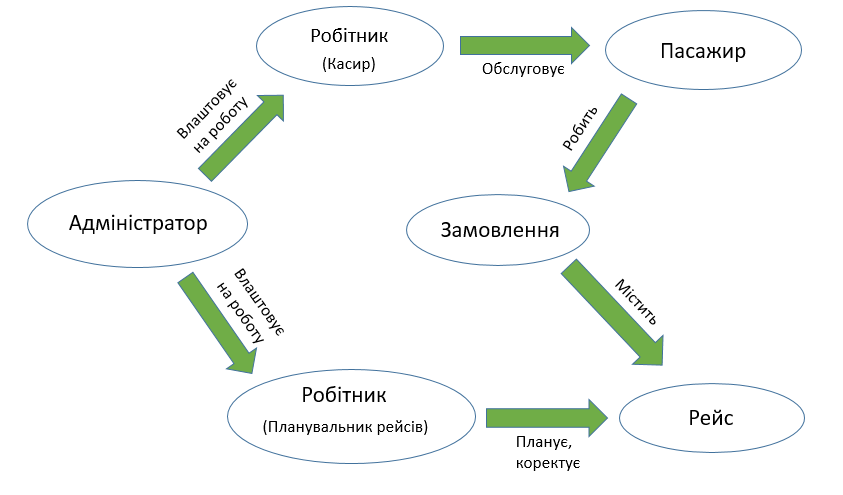 Робітник
(Касир)
Обслуговує
Пасажир
Влаштовує
на роботу
Робить
Адміністратор
Замовлення
Влаштовує
на роботу
Містить
Робітник
(Планувальник рейсів)
Планує,
коректує
Рейс